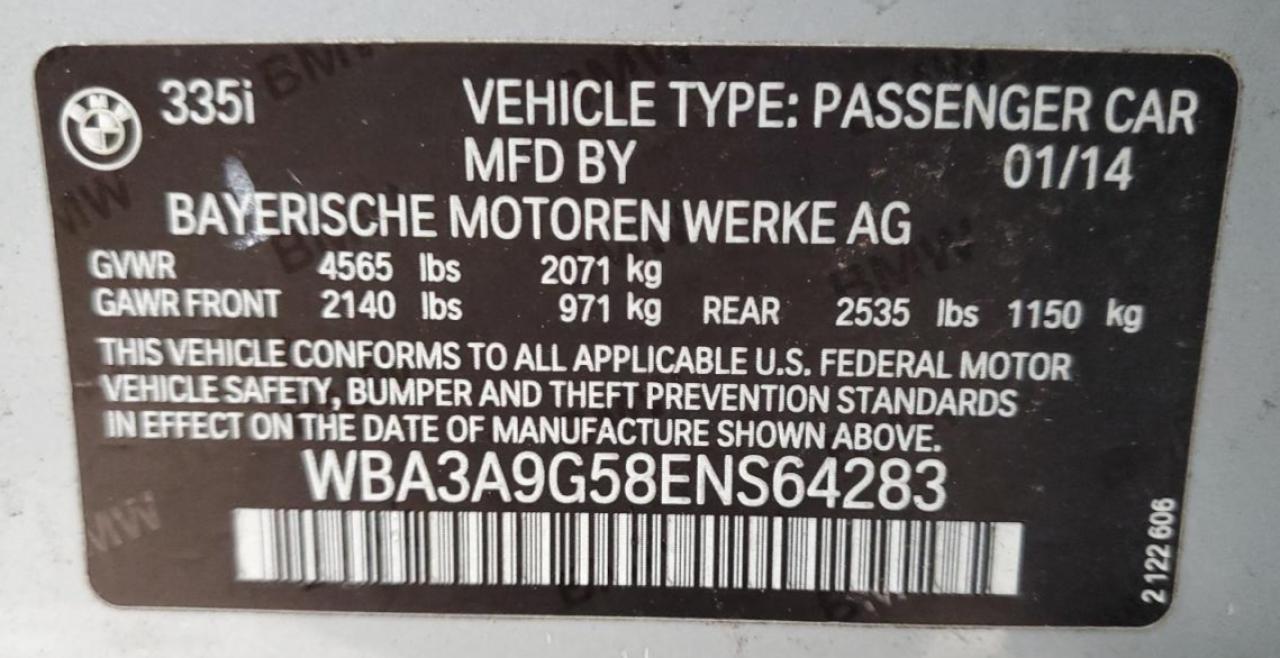 335i VEHICLE TYPE: PASSENGER CAR
MFD BY 01/14
BAYERISCHE MOTOREN WERKE AG
GVWR 4565 lbs 2071 kg
GAWR FRONT 2140 lbs 971 kg REAR 2535 lbs 1150 kg
THIS VEHICLE CONFORMS TO ALL APPLICABLE U.S. FEDERAL MOTOR
VEHICLE SAFETY, BUMPER AND THEFT PREVENTION STANDARDS
IN EFFECT ON THE DATE OF MANUFACTURE SHOWN ABOVE.
WBA3A9G58ENS64283
2 122 606